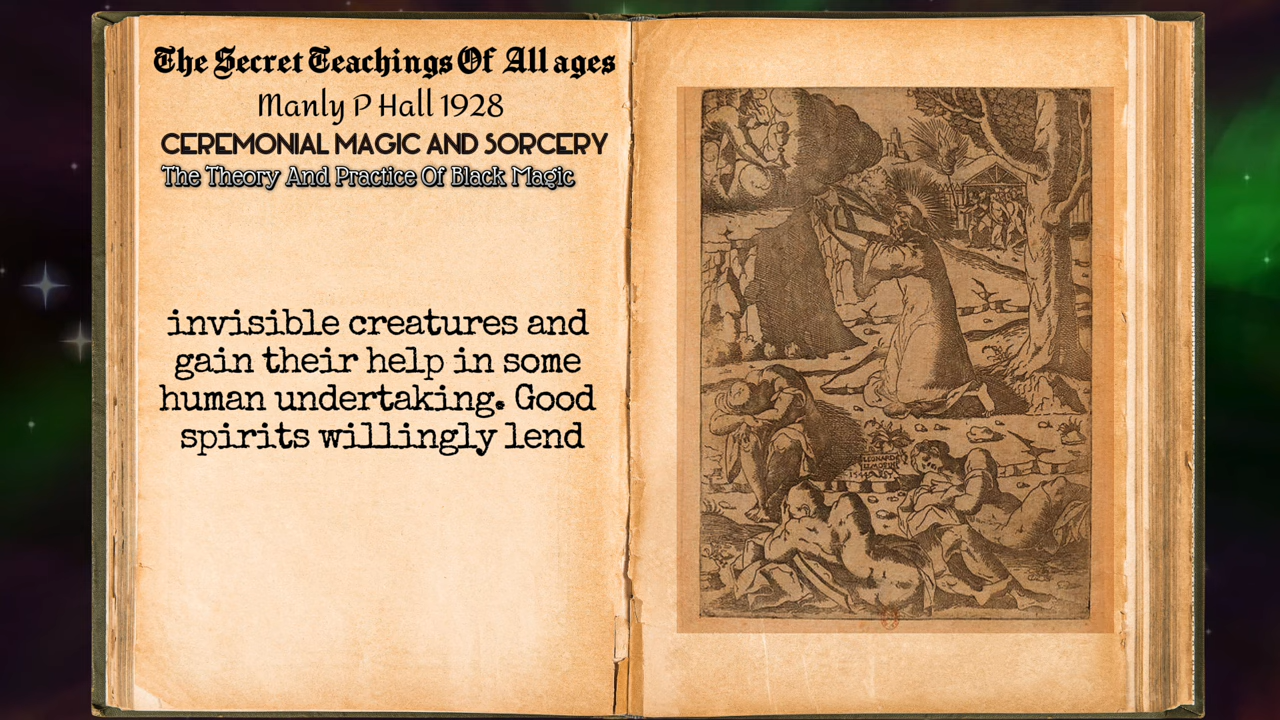 The Secret Teachings Of All ages
Manly P Hall 1928
CEREMONIAL MAGIC AND SORCERY
The Theory And Practice Of Black Magic
invisible creatures and
gain their help in some
human undertaking. Good
spirits willingly lend